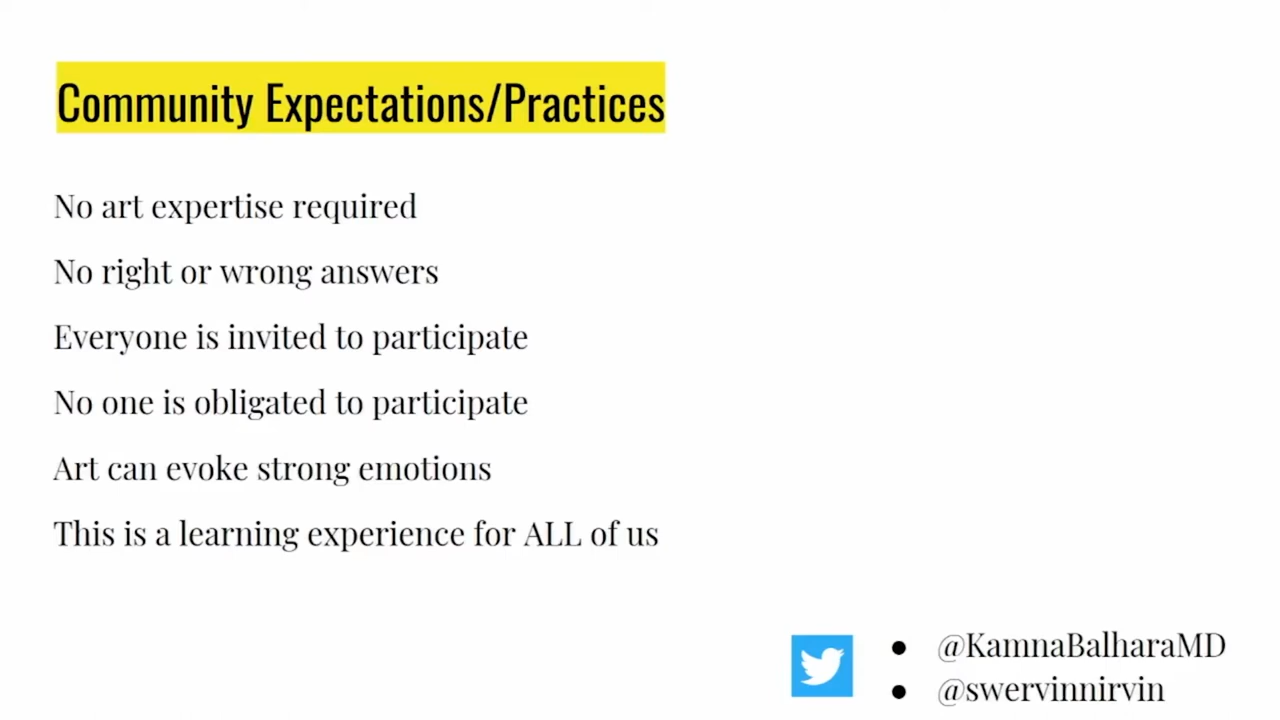 Community Expectations/Practices
No art expertise required
No right or wrong answers
Everyone is invited to participate
No one is obligated to participate
Art can evoke strong emotions
This is a learning experience for ALL of us
● @KamnaBalharaMD
● @swervinnirvin